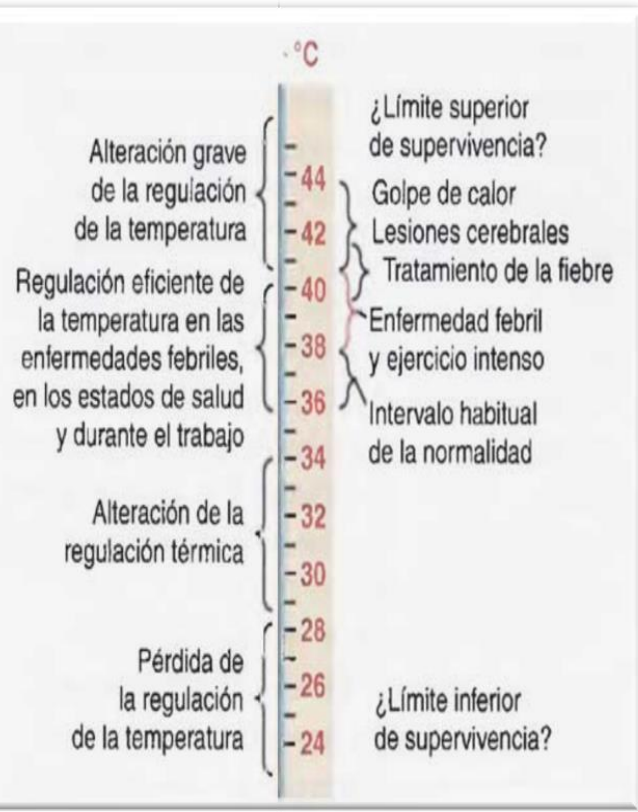 °C
Alteración grave
de la regulación
de la temperatura
Regulación eficiente de
la temperatura en las
enfermedades febriles,
en los estados de salud
y durante el trabajo
Alteración de la
regulación térmica
Pérdida de
la regulación
de la temperatura
44
42
40
38
36
34
32
30
28
26
24
¿Límite superior
de supervivencia?
Golpe de calor
Lesiones cerebrales
Tratamiento de la fiebre
Enfermedad febril
y ejercicio intenso
Intervalo habitual
de la normalidad
¿Límite inferior
de supervivencia?